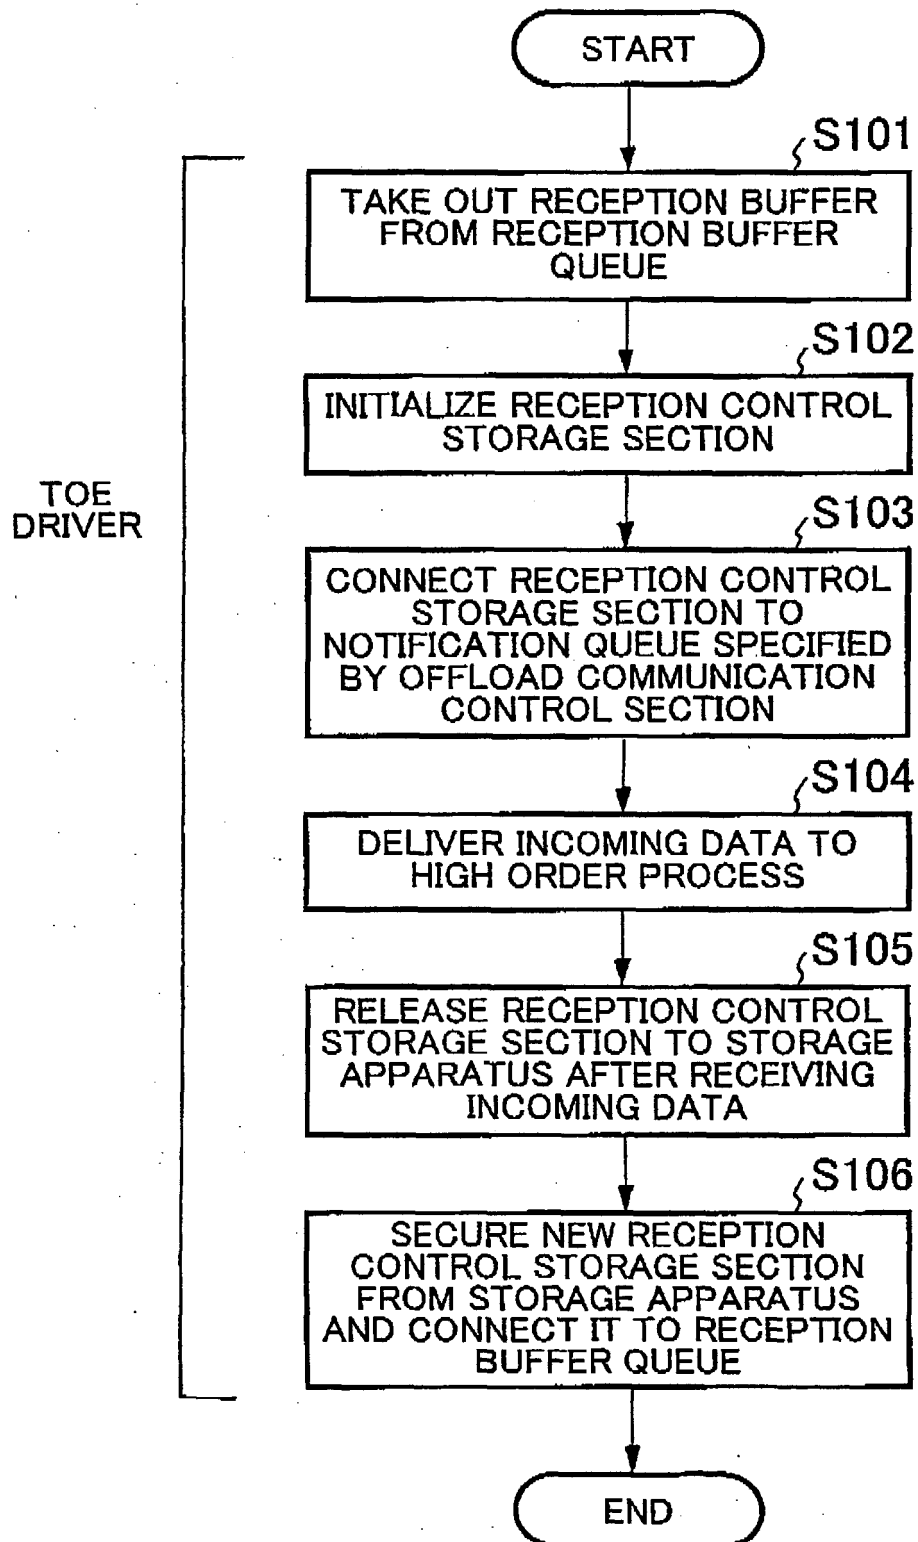 START
S101
TAKE OUT RECEPTION BUFFER
FROM RECEPTION BUFFER
QUEUE
S102
INITIALIZE RECEPTION CONTROL
STORAGE SECTION
TOE
DRIVER
S103
CONNECT RECEPTION CONTROL
STORAGE SECTION TO
NOTIFICATION QUEUE SPECIFIED
BY OFFLOAD COMMUNICATION
CONTROL SECTION
S104
DELIVER INCOMING DATA TO
HIGH ORDER PROCESS
S105
RELEASE RECEPTION CONTROL
STORAGE SECTION TO STORAGE
APPARATUS AFTER RECEIVING
INCOMING DATA
S106
SECURE NEW RECEPTION
CONTROL STORAGE SECTION
FROM STORAGE APPARATUS
AND CONNECT IT TO RECEPTION
BUFFER QUEUE
END